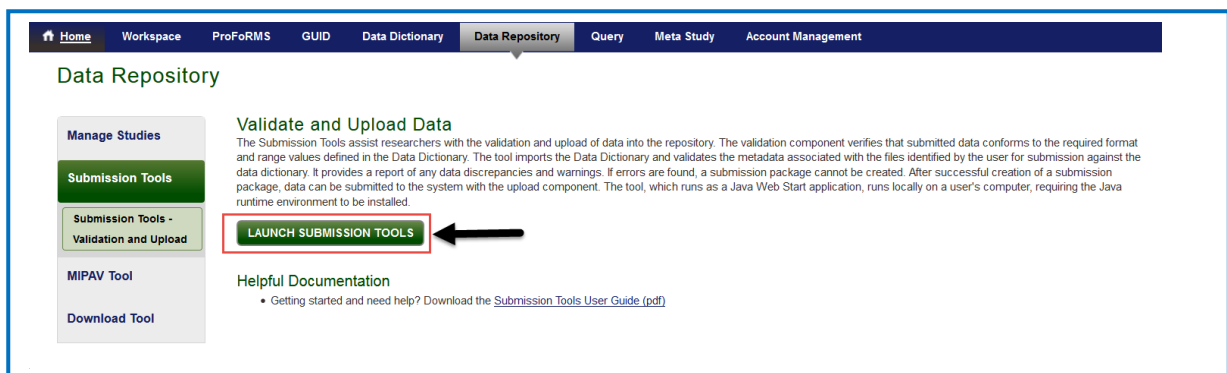 Home Workspace ProFoRMS GUID Data Dictionary Data Repository Query Meta Study Account Management
Data Repository
Manage Studies
Submission Tools
Submission Tools -
Validation and Upload
MIPAV Tool
Download Tool
Validate and Upload Data
The Submission Tools assist researchers with the validation and upload of data into the repository. The validation component verifies that submitted data conforms to the required format
and range values defined in the Data Dictionary. The tool imports the Data Dictionary and validates the metadata associated with the files identified by the user for submission against the
data dictionary. It provides a report of any data discrepancies and warnings. If errors are found, a submission package cannot be created. After successful creation of a submission
package, data can be submitted to the system with the upload component. The tool, which runs as a Java Web Start application, runs locally on a user's computer, requiring the Java
runtime environment to be installed.
LAUNCH SUBMISSION TOOLS
Helpful Documentation
• Getting started and need help? Download the Submission Tools User Guide (pdf)